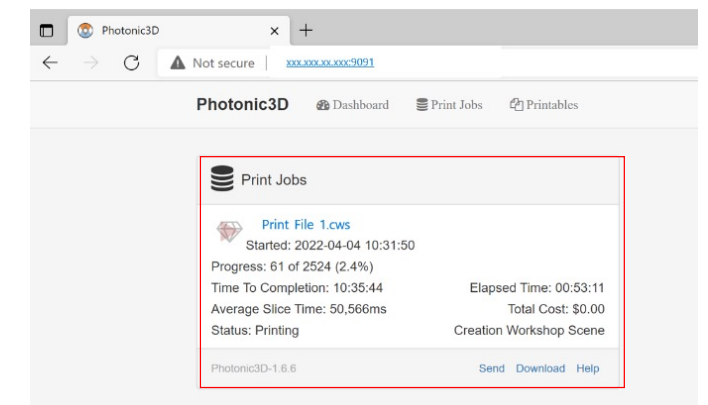 Photonic3D
Not secure xxx.xxx.xx.xxx:9091
Photonic3D Dashboard Print Jobs Printables
Print Jobs
Print File 1.cws
Started: 2022-04-04 10:31:50
Progress: 61 of 2524 (2.4%)
Time To Completion: 10:35:44 Elapsed Time: 00:53:11
Average Slice Time: 50,566ms Total Cost: $0.00
Status: Printing Creation Workshop Scene
Photonic3D-1.6.6 Send Download Help